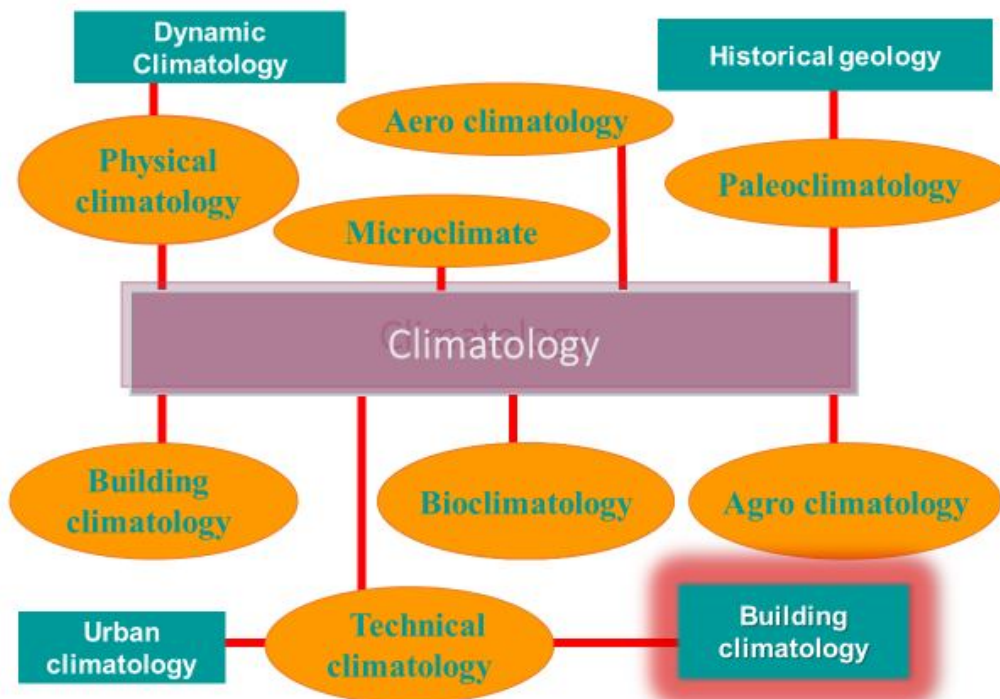 Dynamic
Climatology
Historical geology
Aero climatology
Physical
climatology
Paleoclimatology
Microclimate
Climatology
Climatology
Building
climatology
Bioclimatology
Agro climatology
Urban
climatology
Technical
climatology
Building
climatology